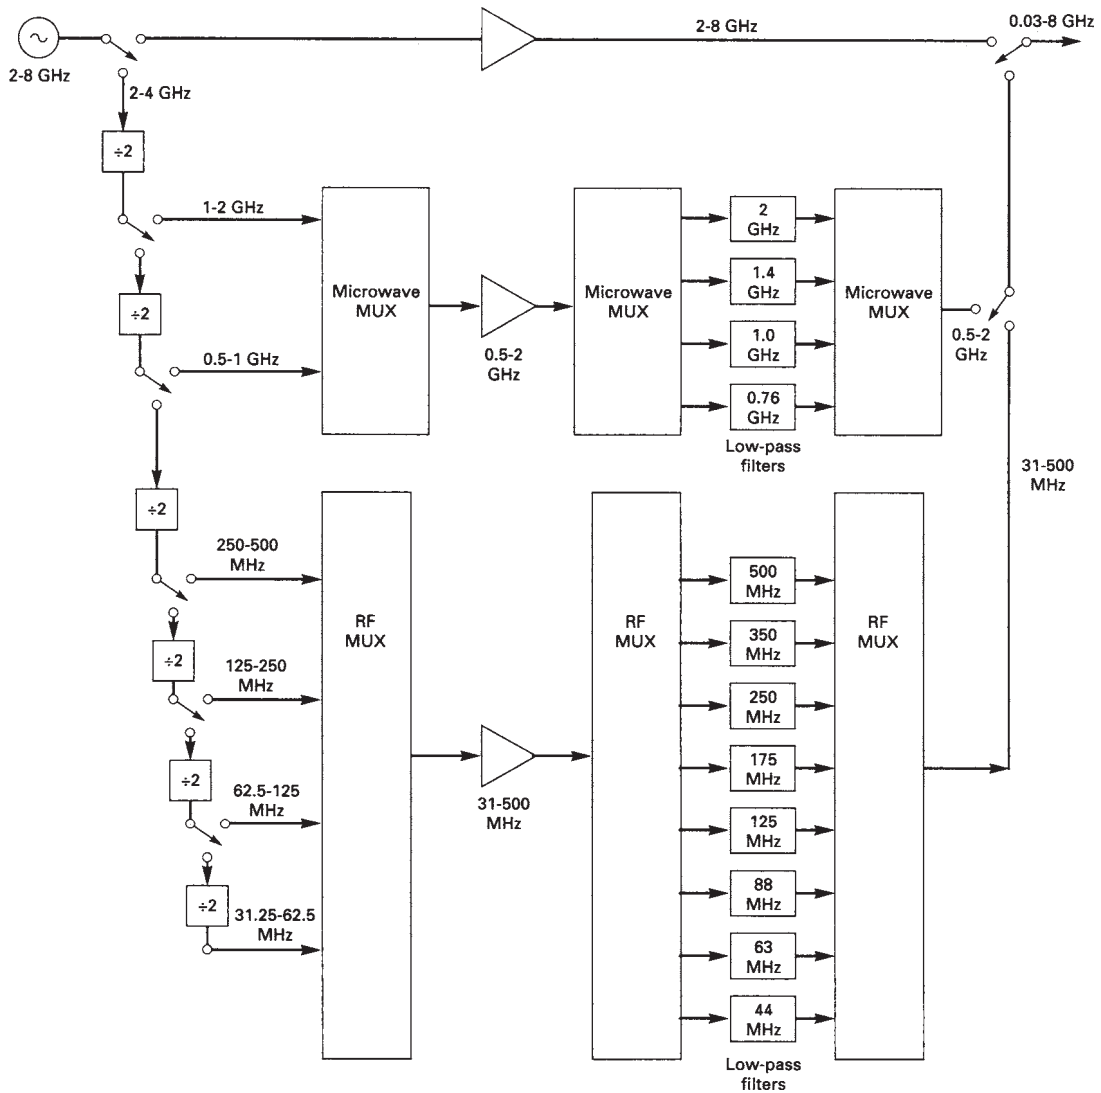 2-8 GHz
0.03-8 GHz
∿
2-8 GHz
2-4 GHz
÷2
1-2 GHz
2
GHz
Microwave
MUX
Microwave
MUX
1.4
GHz
Microwave
MUX
÷2
0.5-2
GHz
1.0
GHz
0.5-2
GHz
0.5-1 GHz
0.76
GHz
Low-pass
filters
31-500
MHz
÷2
250-500
MHz
500
MHz
RF
MUX
RF
MUX
350
MHz
RF
MUX
÷2
125-250
MHz
250
MHz
÷2
175
MHz
62.5-125
MHz
31-500
MHz
125
MHz
88
MHz
÷2
31.25-62.5
MHz
63
MHz
44
MHz
Low-pass
filters